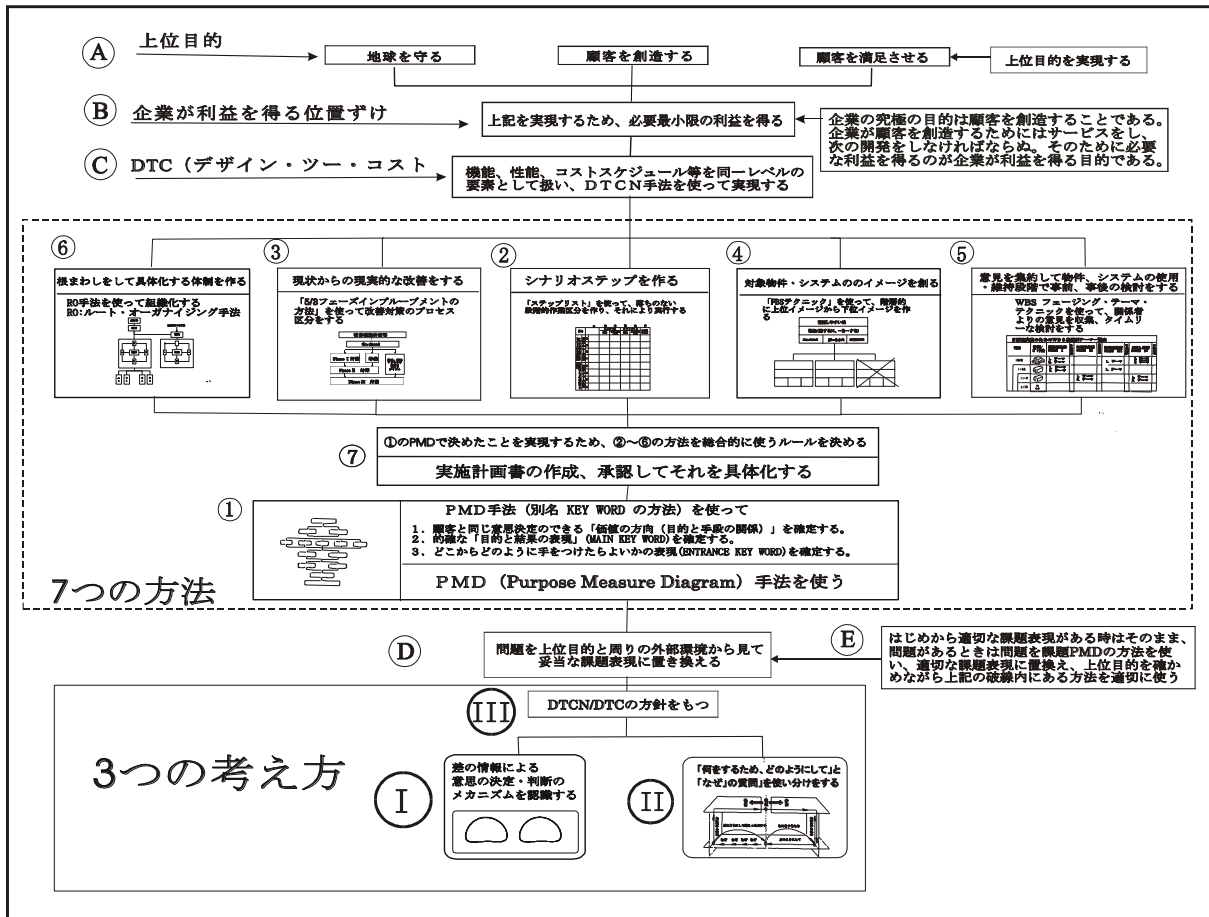 Ⓐ 上位目的
地球を守る
顧客を創造する
顧客を満足させる
上位目的を実現する
Ⓑ 企業が利益を得る位置ずけ
上記を実現するため、必要最小限の利益を得る
企業の究極の目的は顧客を創造することである。
企業が顧客を創造するためにはサービスをし、
次の開発をしなければならぬ。そのために必要
な利益を得るのが企業が利益を得る目的である。
Ⓒ DTC（デザイン・ツー・コスト
機能、性能、コストスケジュール等を同一レベルの
要素として扱い、DTCN手法を使って実現する
⑥
根まわしをして具体化する体制を作る
RO手法を使って組織化する
RO:ルート・オーガナイジング手法
③
現状からの現実的な改善をする
「5/8フェーズインプルーブメントの
方法」を使って改善対策のプロセス
区分をする
②
シナリオステップを作る
「ステップリスト」を使って、落ちのない
段階的作業区分を作り、それにより実行する
④
対象物件・システムののイメージを創る
「FBSテクニック」を使って、階層的
に上位イメージから下位イメージを作
る
⑤
意見を集約して物件、システムの使用
・維持段階で事前、事後の検討をする
WBS フェージング・テーマ・
テクニックを使って、関係者
よりの意見を収集、タイムリ
ーな検討をする
①のPMDで決めたことを実現するため、②～⑥の方法を総合的に使うルールを決める
⑦
実施計画書の作成、承認してそれを具体化する
①
PMD手法（別名 KEY WORD の方法）を使って
1．顧客と同じ意思決定のできる「価値の方向（目的と手段の関係）」を確定する。
2．的確な「目的と結果の表現」(MAIN KEY WORD)を確定する。
3．どこからどのように手をつけたらよいかの表現(ENTRANCE KEY WORD)を確定する。
PMD（Purpose Measure Diagram）手法を使う
7つの方法
Ⓓ
問題を上位目的と周りの外部環境から見て
妥当な課題表現に置き換える
Ⓔ
はじめから適切な課題表現がある時はそのまま、
問題があるときは問題を課題PMDの方法を使
い、適切な課題表現に置換え、上位目的を確か
めながら上記の破線内にある方法を適切に使う
III
DTCN/DTCの方針をもつ
3つの考え方
I
差の情報による
意思の決定・判断の
メカニズムを認識する
II
「何をするため、どのようにして」と
「なぜ」の質問」を使い分けをする